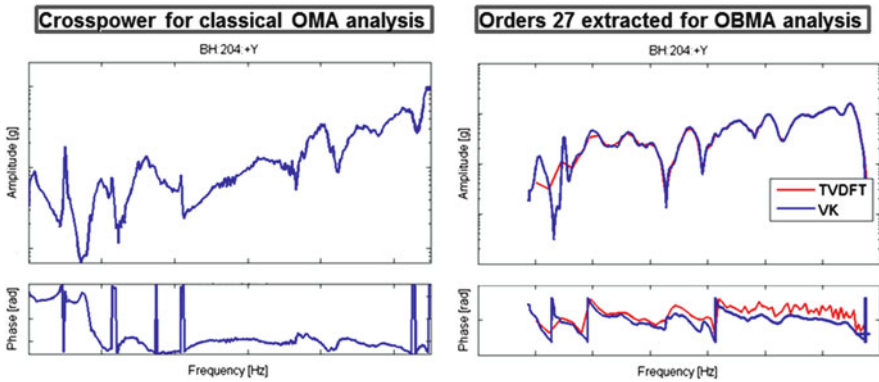 Crosspower for classical OMA analysis
BH:204:+Y
Amplitude [g]
Phase [rad]
Frequency [Hz]
Orders 27 extracted for OBMA analysis
BH:204:+Y
Amplitude [g]
TVDFT
VK
Phase [rad]
Frequency [Hz]